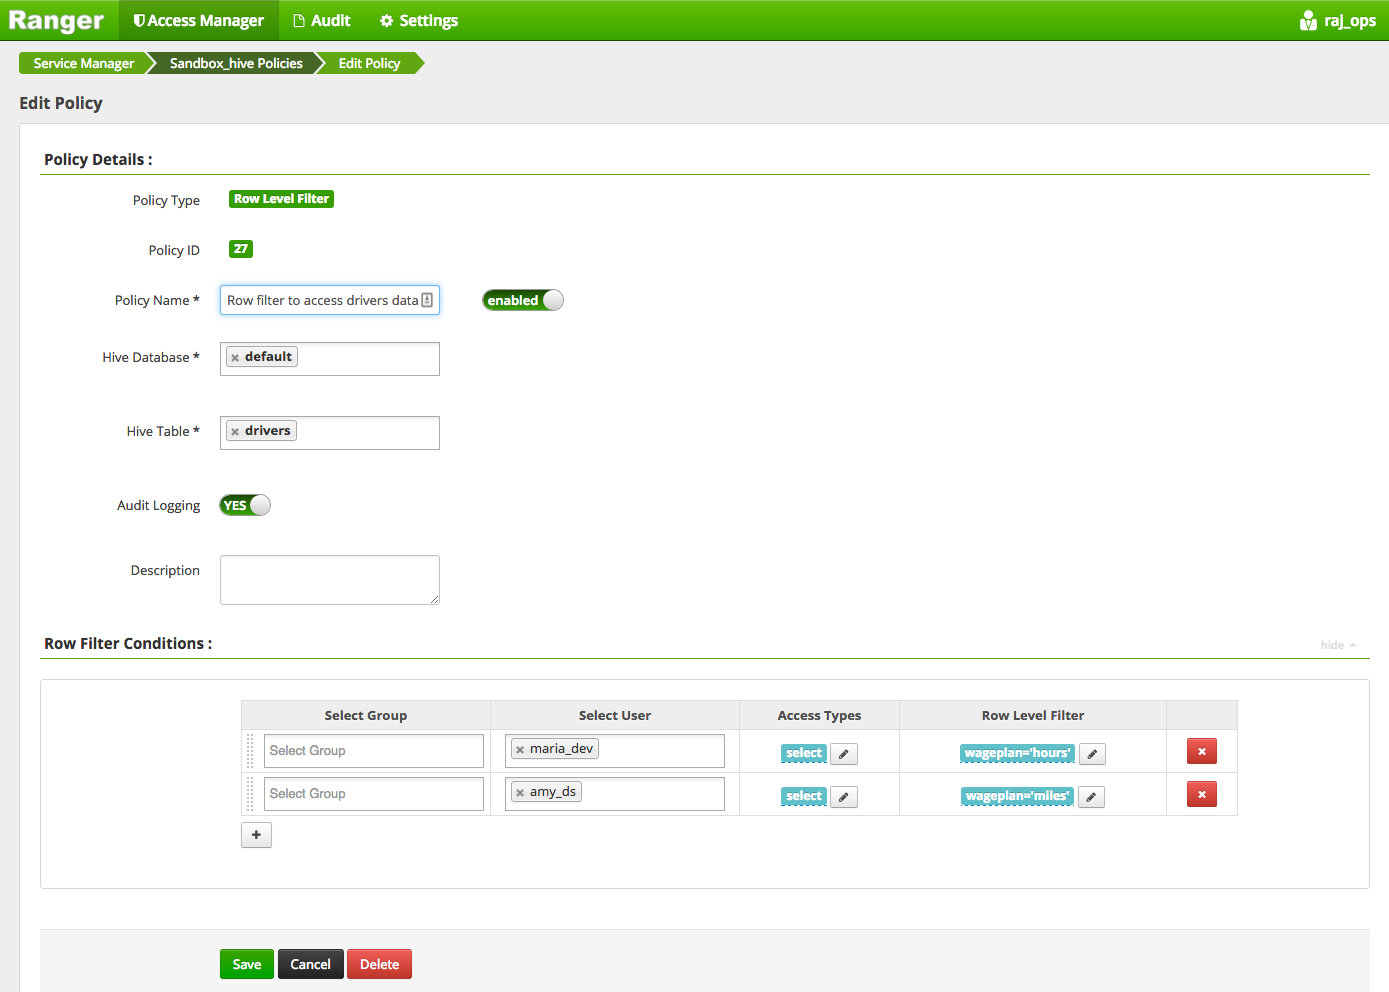 Ranger Access Manager Audit Settings raj_ops
Service Manager Sandbox_hive Policies Edit Policy
Edit Policy
Policy Details :
Policy Type Row Level Filter
Policy ID 27
Policy Name * Row filter to access drivers data enabled
Hive Database * × default
Hive Table * × drivers
Audit Logging YES
Description
Row Filter Conditions : hide
Select Group Select User Access Types Row Level Filter
Select Group × maria_dev select wageplan='hours' ×
Select Group × amy_ds select wageplan='miles' ×
+
Save Cancel Delete